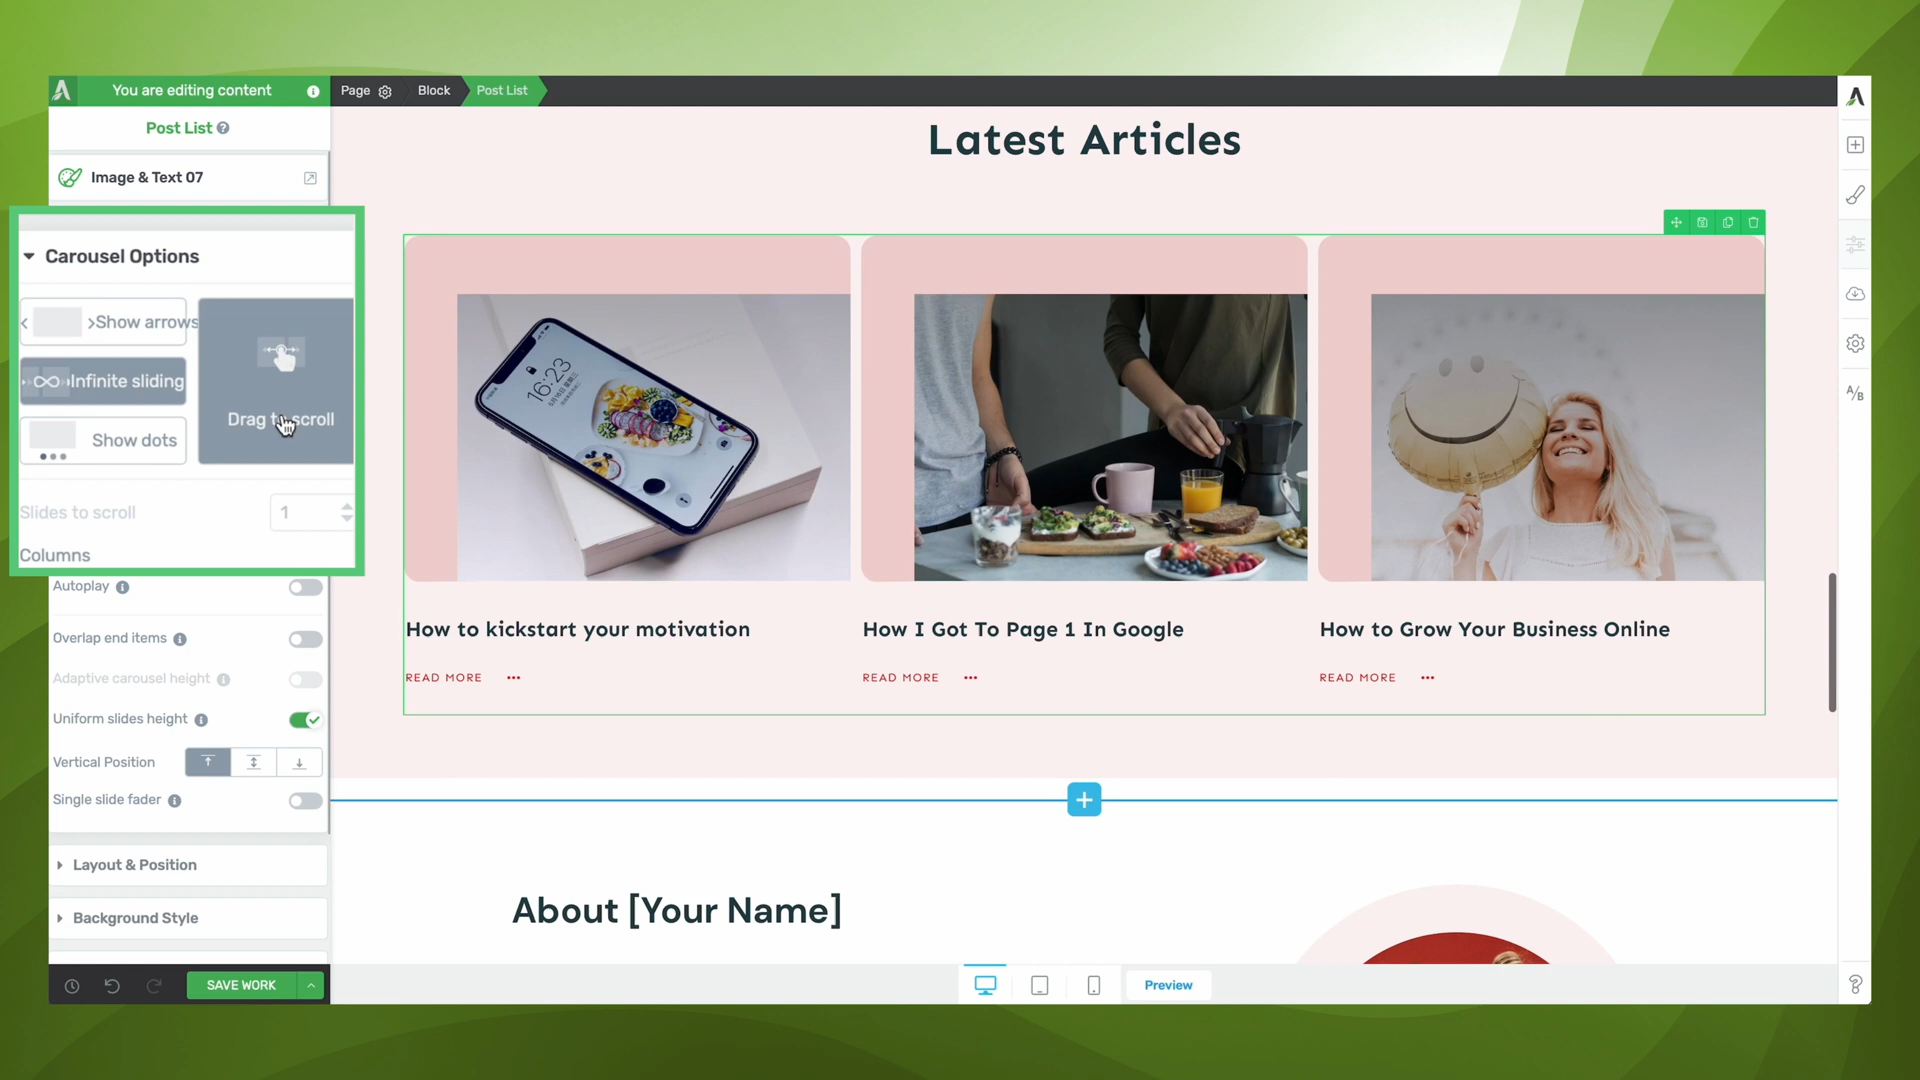 You are editing content
Page
Block
Post List
Post List
Image & Text 07
Carousel Options
Show arrows
Infinite sliding
Show dots
Drag to scroll
Slides to scroll
1
Columns
Autoplay
Overlap end items
Adaptive carousel height
Uniform slides height
Vertical Position
Single slide fader
Layout & Position
Background Style
SAVE WORK
Latest Articles
16:23
How to kickstart your motivation
READ MORE
How I Got To Page 1 In Google
READ MORE
How to Grow Your Business Online
READ MORE
About [Your Name]
Preview
A/B